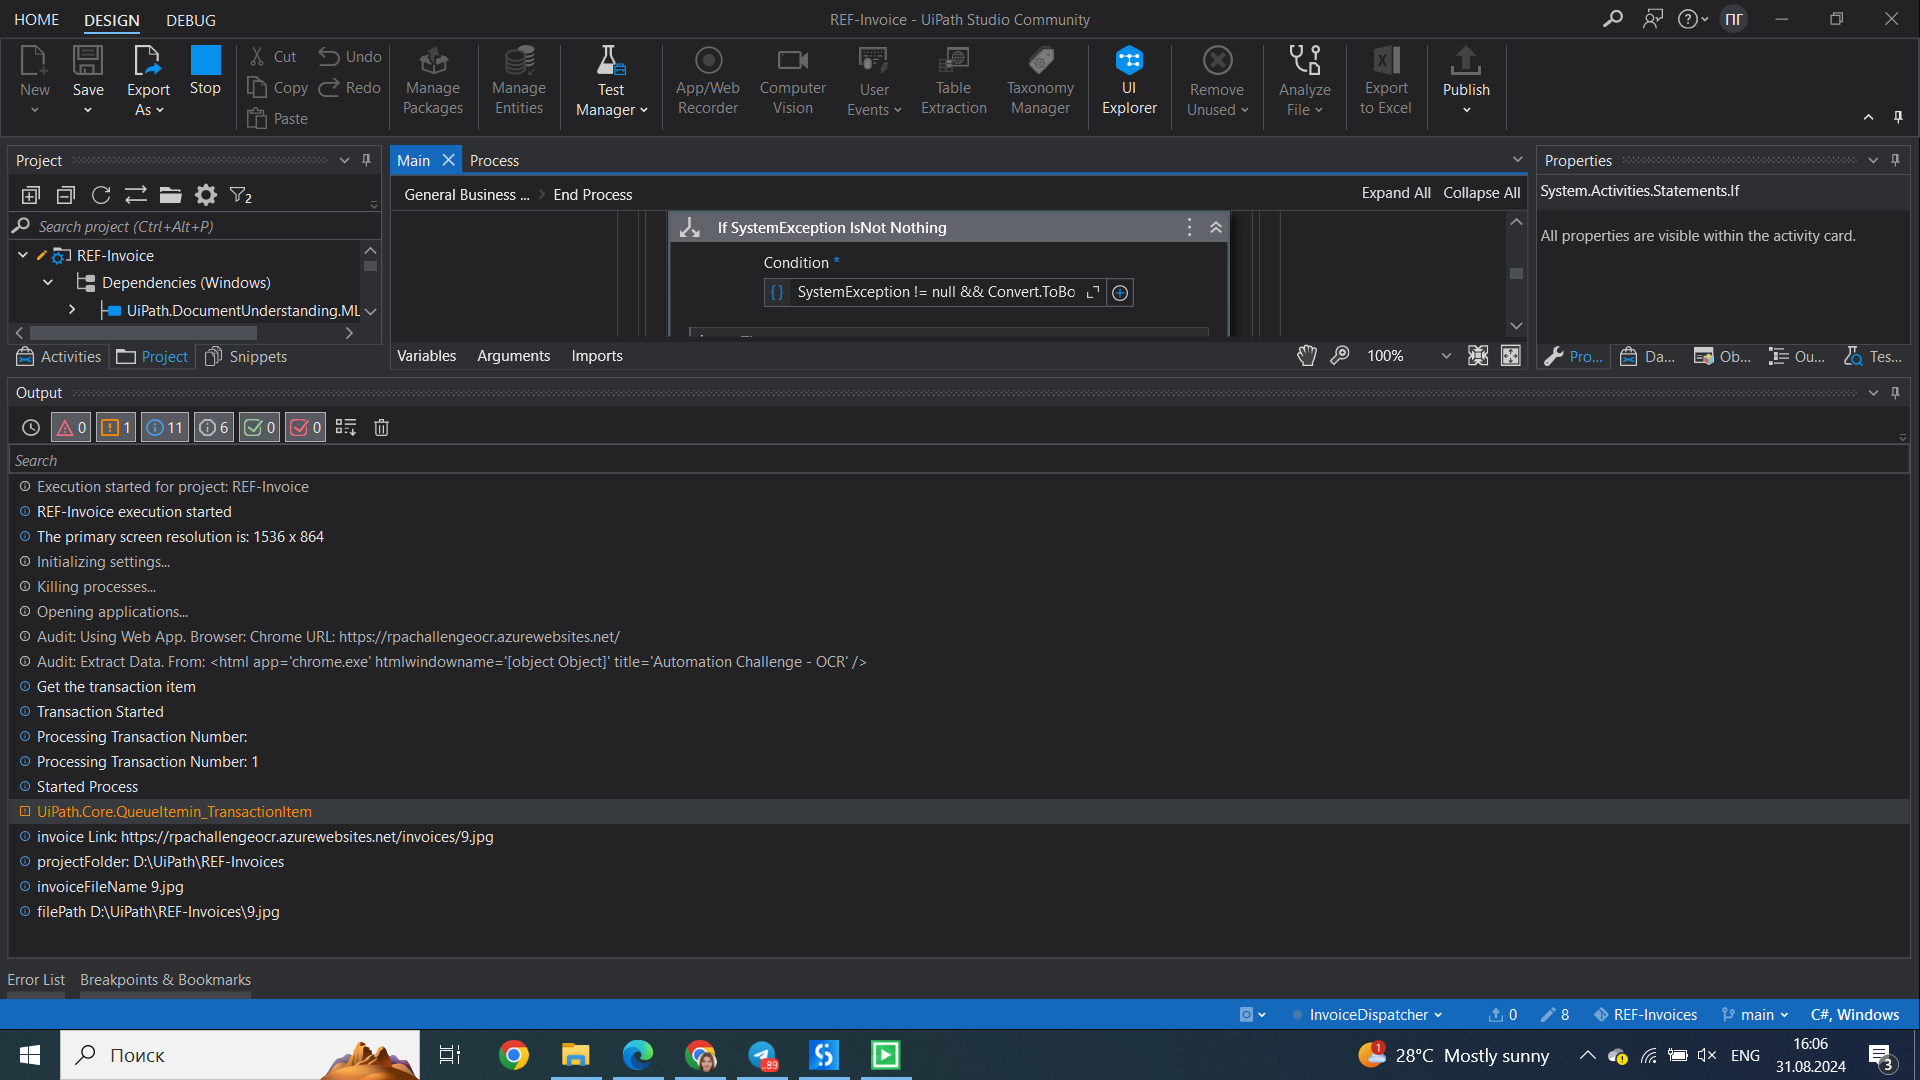 HOME DESIGN DEBUG
REF-Invoice - UiPath Studio Community
ПГ
New
Save
Export As
Stop
Cut
Copy
Paste
Undo
Redo
Manage Packages
Manage Entities
Test Manager
App/Web Recorder
Computer Vision
User Events
Table Extraction
Taxonomy Manager
UI Explorer
Remove Unused
Analyze File
Export to Excel
Publish
Project
2
Search project (Ctrl+Alt+P)
REF-Invoice
Dependencies (Windows)
UiPath.DocumentUnderstanding.ML
Activities Project Snippets
Main Process
General Business ... End Process
Expand All Collapse All
If SystemException IsNot Nothing
Condition *
SystemException != null && Convert.ToBo
Variables Arguments Imports
100%
Properties
System.Activities.Statements.If
All properties are visible within the activity card.
Pro... Da... Ob... Ou... Tes...
Output
0 1 11 6 0 0
Search
Execution started for project: REF-Invoice
REF-Invoice execution started
The primary screen resolution is: 1536 x 864
Initializing settings...
Killing processes...
Opening applications...
Audit: Using Web App. Browser: Chrome URL: https://rpachallengeocr.azurewebsites.net/
Audit: Extract Data. From: <html app='chrome.exe' htmlwindowname='[object Object]' title='Automation Challenge - OCR' />
Get the transaction item
Transaction Started
Processing Transaction Number:
Processing Transaction Number: 1
Started Process
UiPath.Core.QueueItemin_TransactionItem
invoice Link: https://rpachallengeocr.azurewebsites.net/invoices/9.jpg
projectFolder: D:\UiPath\REF-Invoices
invoiceFileName 9.jpg
filePath D:\UiPath\REF-Invoices\9.jpg
Error List Breakpoints & Bookmarks
InvoiceDispatcher 0 8 REF-Invoices main C#, Windows
Поиск
89
1
28°C Mostly sunny
ENG
16:06
31.08.2024
3